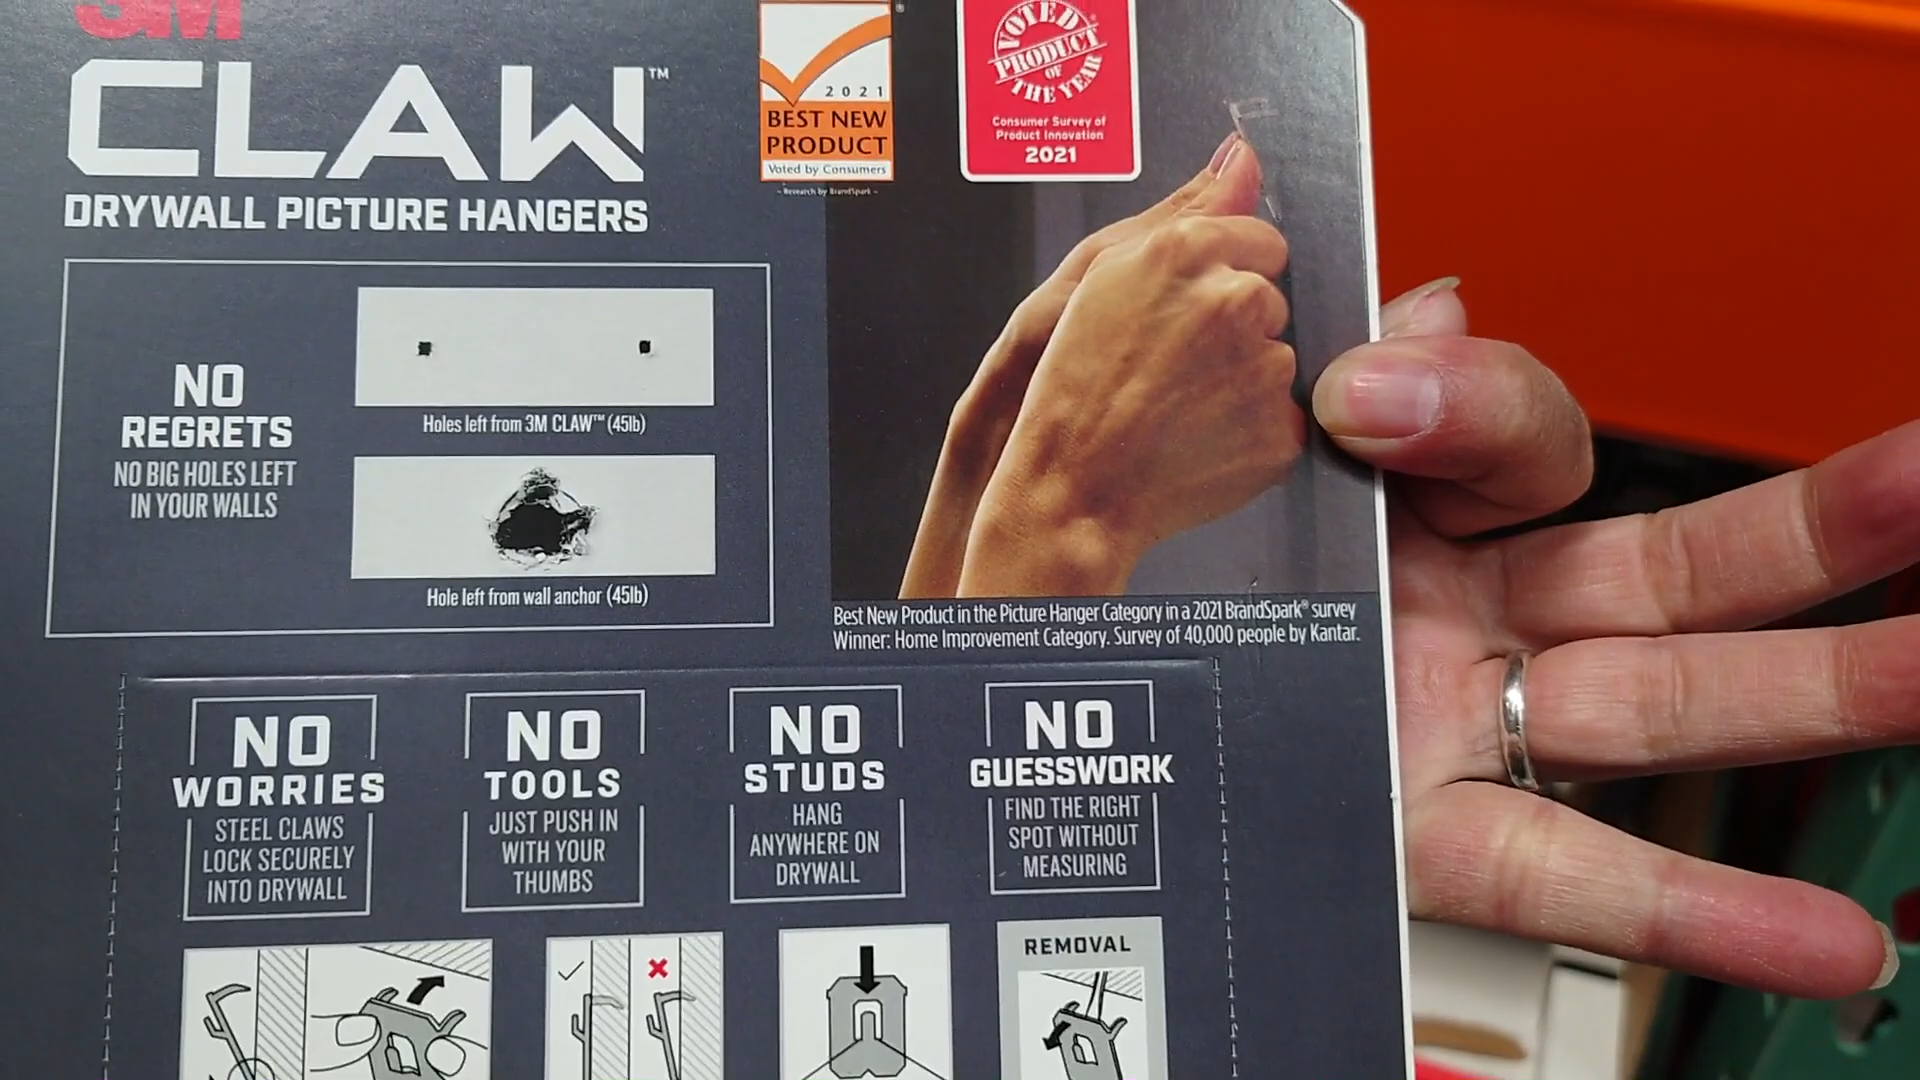 3M
CLAW™
DRYWALL PICTURE HANGERS
2021
BEST NEW
PRODUCT
Voted by Consumers
~ Research by BrandSpark ~
®
VOTED
PRODUCT
OF
THE YEAR
Consumer Survey of
Product Innovation
2021
NO
REGRETS
NO BIG HOLES LEFT
IN YOUR WALLS
Holes left from 3M CLAW™ (45lb)
Hole left from wall anchor (45lb)
Best New Product in the Picture Hanger Category in a 2021 BrandSpark® survey
Winner: Home Improvement Category. Survey of 40,000 people by Kantar.
NO
WORRIES
STEEL CLAWS
LOCK SECURELY
INTO DRYWALL
NO
TOOLS
JUST PUSH IN
WITH YOUR
THUMBS
NO
STUDS
HANG
ANYWHERE ON
DRYWALL
NO
GUESSWORK
FIND THE RIGHT
SPOT WITHOUT
MEASURING
REMOVAL